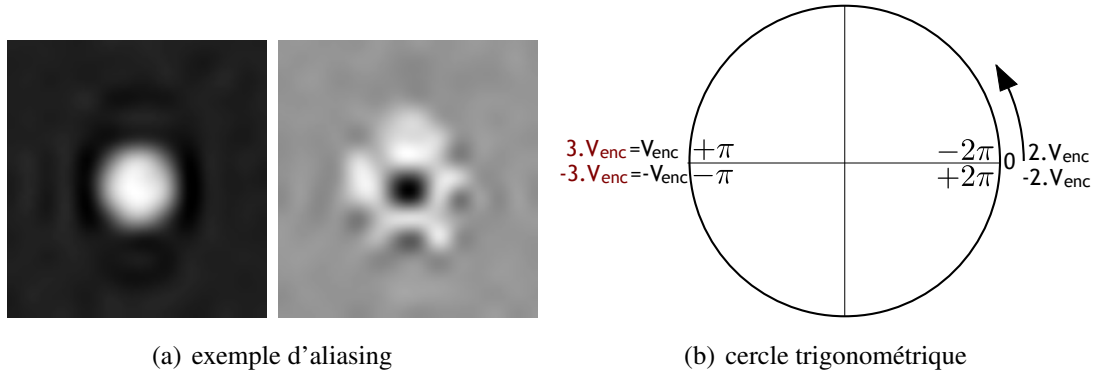 3.Venc=Venc +π
-3.Venc=-Venc −π
−2π 0 2.Venc
+2π -2.Venc
(a) exemple d'aliasing
(b) cercle trigonométrique